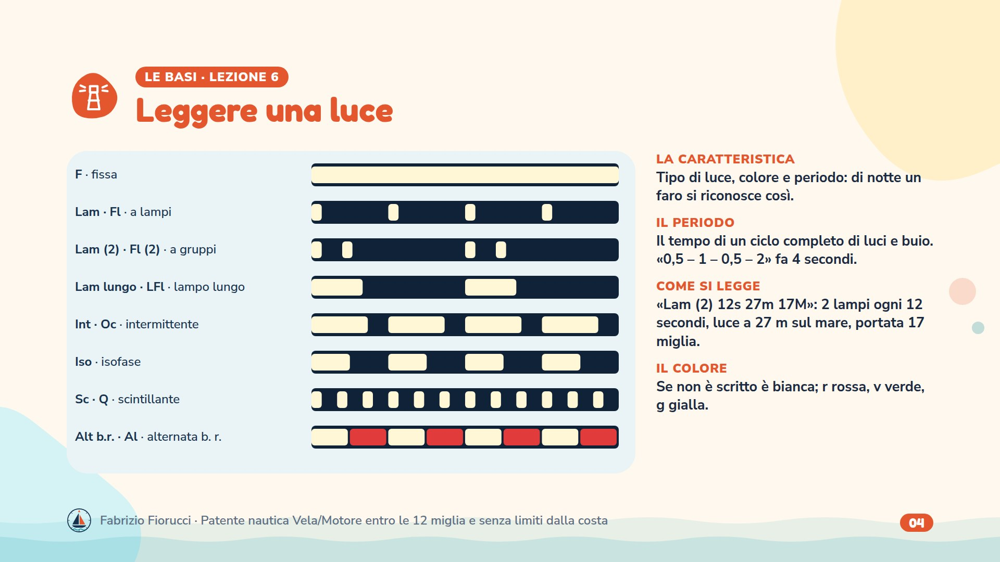 LE BASI · LEZIONE 6
Leggere una luce
F · fissa
Lam · Fl · a lampi
Lam (2) · Fl (2) · a gruppi
Lam lungo · LFl · lampo lungo
Int · Oc · intermittente
Iso · isofase
Sc · Q · scintillante
Alt b.r. · Al · alternata b. r.
LA CARATTERISTICA
Tipo di luce, colore e periodo: di notte un
faro si riconosce così.
IL PERIODO
Il tempo di un ciclo completo di luci e buio.
«0,5 – 1 – 0,5 – 2» fa 4 secondi.
COME SI LEGGE
«Lam (2) 12s 27m 17M»: 2 lampi ogni 12
secondi, luce a 27 m sul mare, portata 17
miglia.
IL COLORE
Se non è scritto è bianca; r rossa, v verde,
g gialla.
Fabrizio Fiorucci · Patente nautica Vela/Motore entro le 12 miglia e senza limiti dalla costa
04